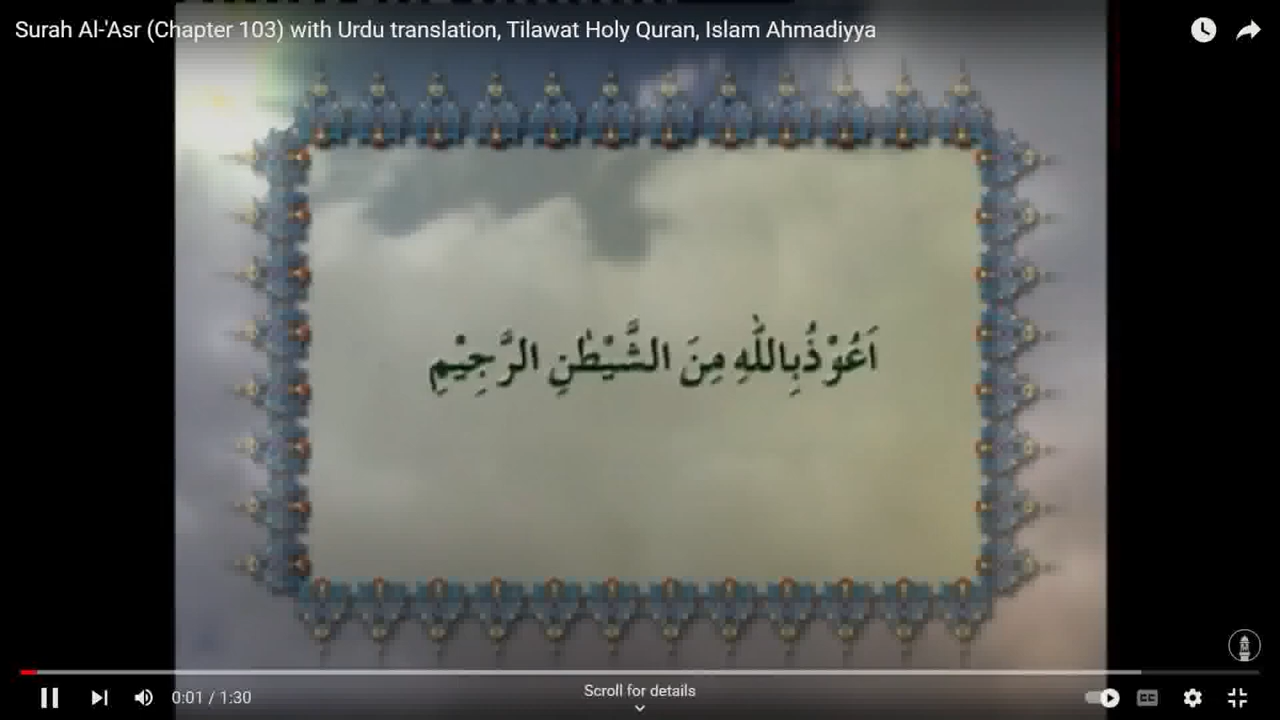 Surah Al-'Asr (Chapter 103) with Urdu translation, Tilawat Holy Quran, Islam Ahmadiyya
اَعُوْذُبِاللّٰهِ مِنَ الشَّيْطٰنِ الرَّجِيْمِ
Scroll for details
0:01 / 1:30
CC